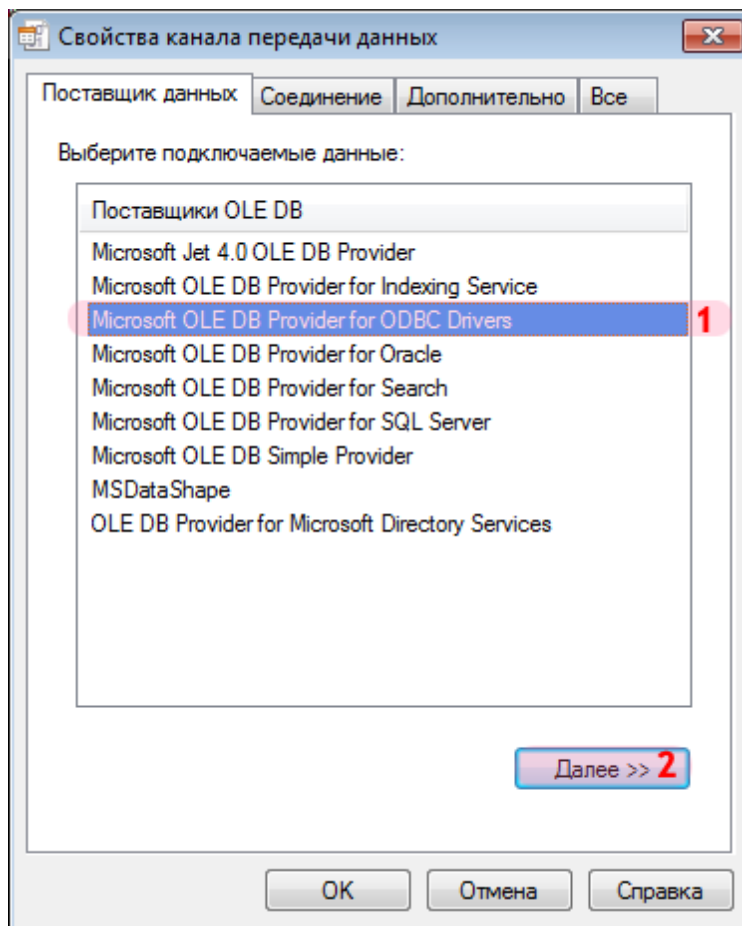 Свойства канала передачи данных
Поставщик данных Соединение Дополнительно Все
Выберите подключаемые данные:
Поставщики OLE DB
Microsoft Jet 4.0 OLE DB Provider
Microsoft OLE DB Provider for Indexing Service
Microsoft OLE DB Provider for ODBC Drivers 1
Microsoft OLE DB Provider for Oracle
Microsoft OLE DB Provider for Search
Microsoft OLE DB Provider for SQL Server
Microsoft OLE DB Simple Provider
MSDataShape
OLE DB Provider for Microsoft Directory Services
Далее >> 2
OK Отмена Справка